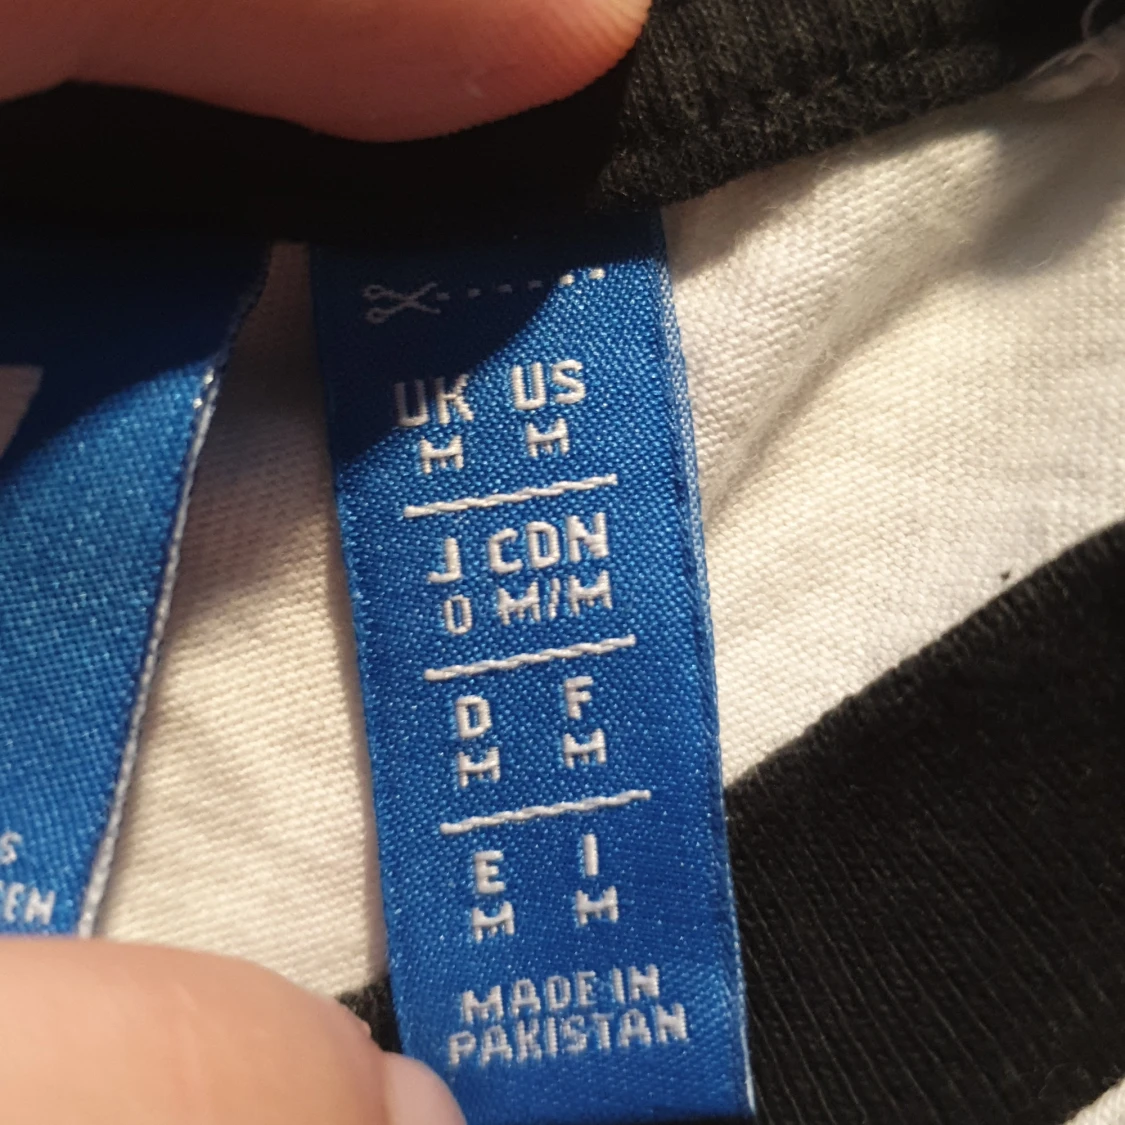 UK US
M M
J CDN
O M/M
D F
M M
E I
M M
MADE IN
PAKISTAN